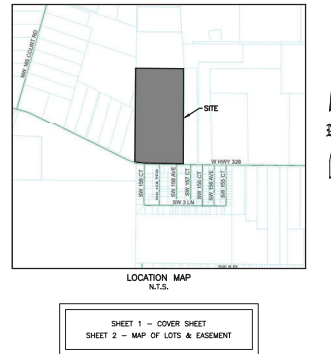 NW 165 COURT RD
SITE
W HWY 328
SW 159 CT
SW 158 AVE
SW 157 CT
SW 156 CT
SW 156 AVE
SW 155 CT
SW 3 LN
LOCATION MAP
N.T.S.
SHEET 1 - COVER SHEET
SHEET 2 - MAP OF LOTS & EASEMENT